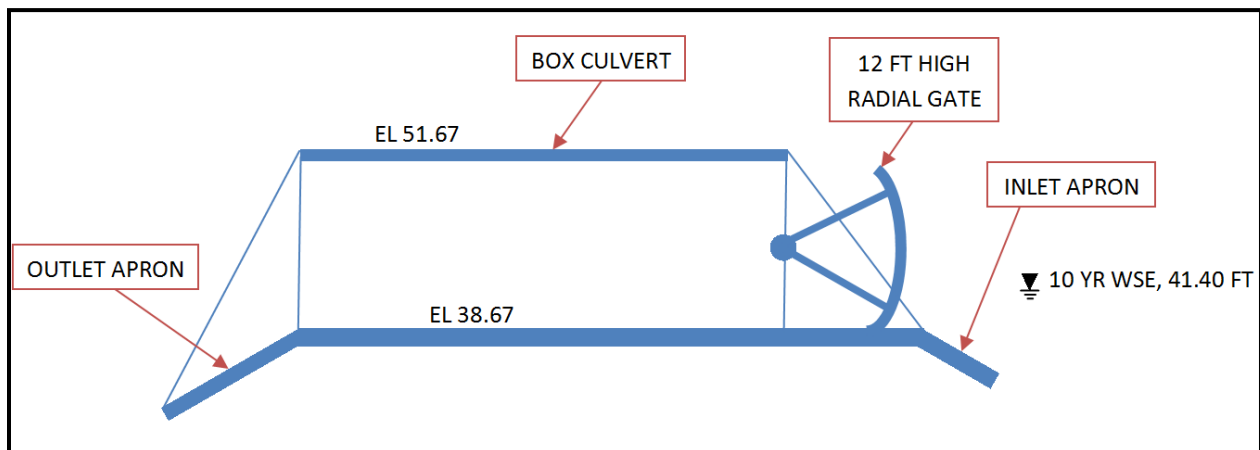 BOX CULVERT
12 FT HIGH
RADIAL GATE
EL 51.67
INLET APRON
OUTLET APRON
10 YR WSE, 41.40 FT
EL 38.67